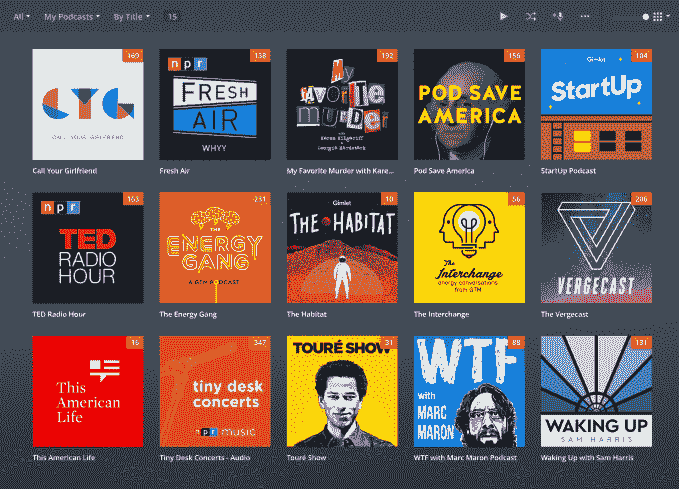 All
My Podcasts
By Title
15
169
CYG
CALL YOUR GIRLFRIEND
Call Your Girlfriend
158
npr
FRESH
AIR
WHYY
Fresh Air
192
My
favorite
murder
with
Karen Kilgariff
Georgia Hardstark
My Favorite Murder with Kare...
156
POD SAVE
AMERICA
Pod Save America
104
Gimlet
StartUp
StartUp Podcast
163
npr
TED
RADIO
HOUR
TED Radio Hour
231
THE
ENERGY
GANG
A GTM PODCAST
The Energy Gang
10
Gimlet
THE HABITAT
The Habitat
56
The
Interchange
energy conversations
from GTM
The Interchange
206
VERGECAST
The Vergecast
16
This
American
Life
This American Life
347
tiny desk
concerts
npr music
Tiny Desk Concerts - Audio
31
TOURÉ SHOW
Touré Show
88
WTF
with
MARC
MARON
WTF with Marc Maron Podcast
131
WAKING UP
SAM HARRIS
Waking Up with Sam Harris